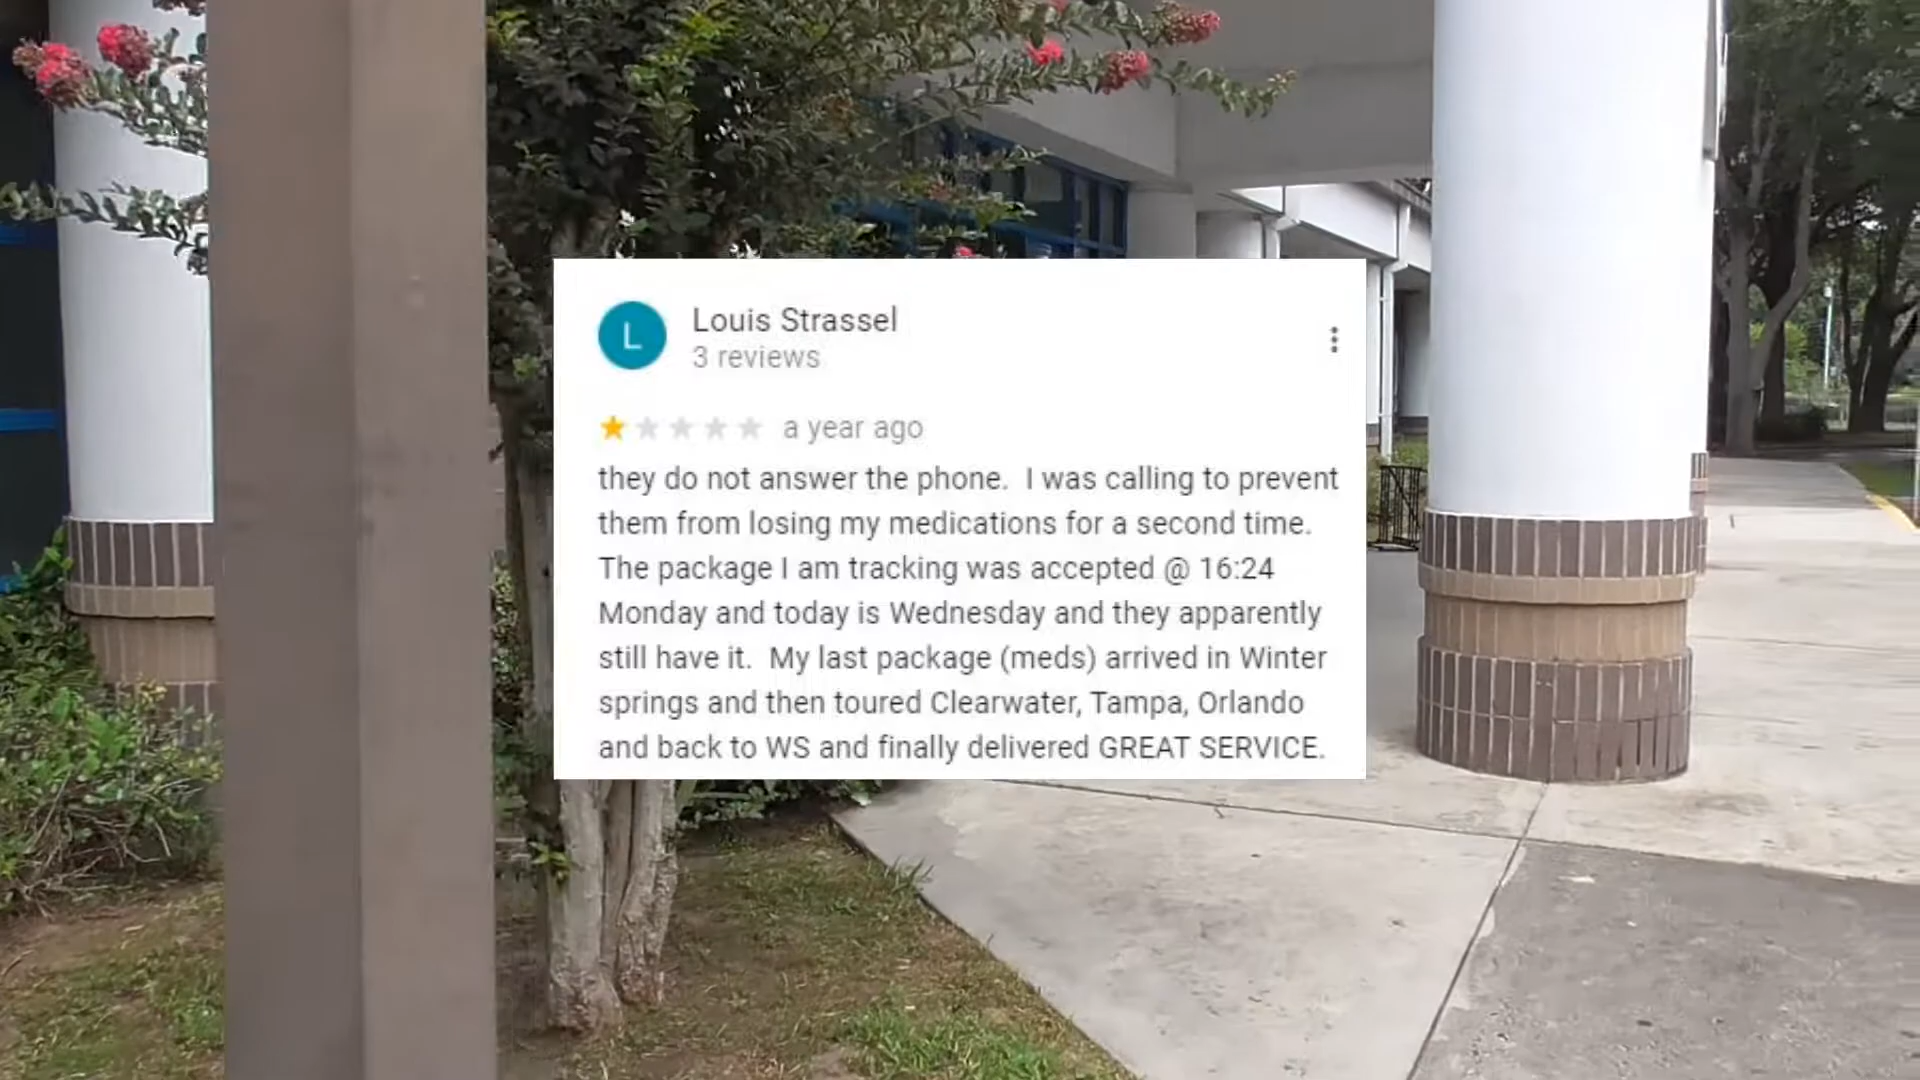 L
Louis Strassel
3 reviews
a year ago
they do not answer the phone.  I was calling to prevent
them from losing my medications for a second time.
The package I am tracking was accepted @ 16:24
Monday and today is Wednesday and they apparently
still have it.  My last package (meds) arrived in Winter
springs and then toured Clearwater, Tampa, Orlando
and back to WS and finally delivered GREAT SERVICE.